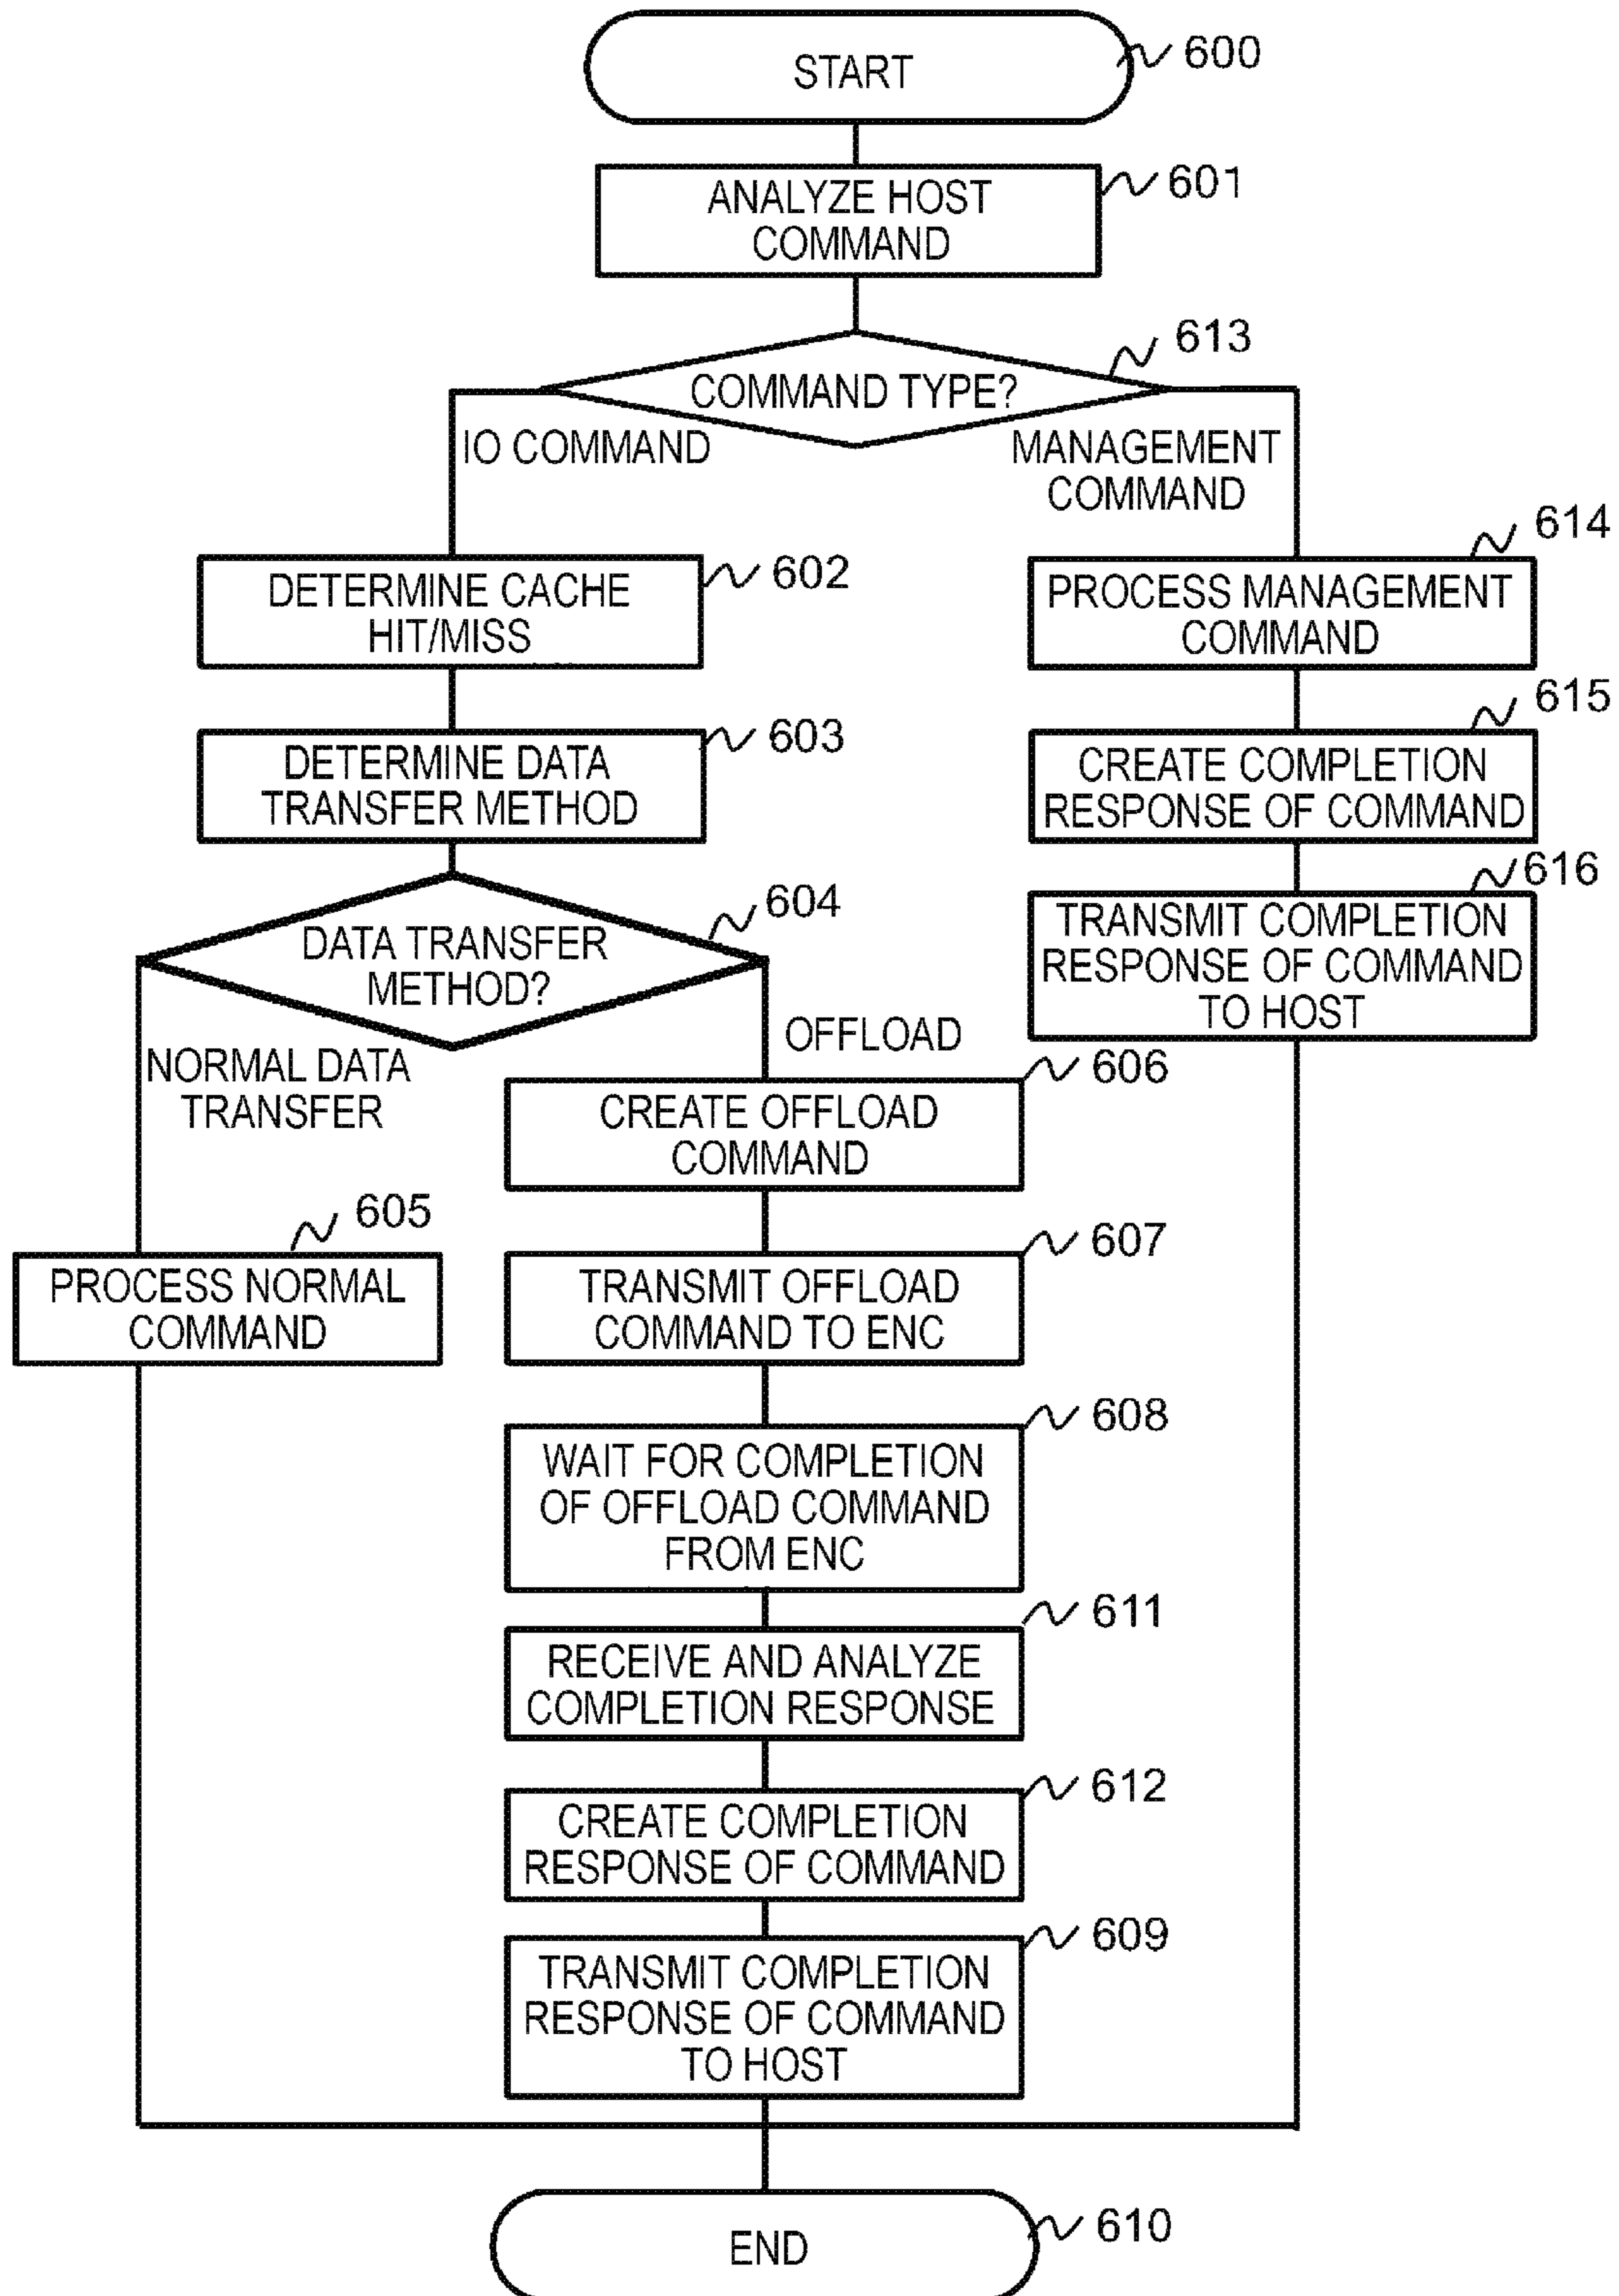 START
600
ANALYZE HOST
COMMAND
601
COMMAND TYPE?
613
IO COMMAND
MANAGEMENT
COMMAND
DETERMINE CACHE
HIT/MISS
602
PROCESS MANAGEMENT
COMMAND
614
DETERMINE DATA
TRANSFER METHOD
603
CREATE COMPLETION
RESPONSE OF COMMAND
615
DATA TRANSFER
METHOD?
604
TRANSMIT COMPLETION
RESPONSE OF COMMAND
TO HOST
616
NORMAL DATA
TRANSFER
OFFLOAD
CREATE OFFLOAD
COMMAND
606
PROCESS NORMAL
COMMAND
605
TRANSMIT OFFLOAD
COMMAND TO ENC
607
WAIT FOR COMPLETION
OF OFFLOAD COMMAND
FROM ENC
608
RECEIVE AND ANALYZE
COMPLETION RESPONSE
611
CREATE COMPLETION
RESPONSE OF COMMAND
612
TRANSMIT COMPLETION
RESPONSE OF COMMAND
TO HOST
609
END
610